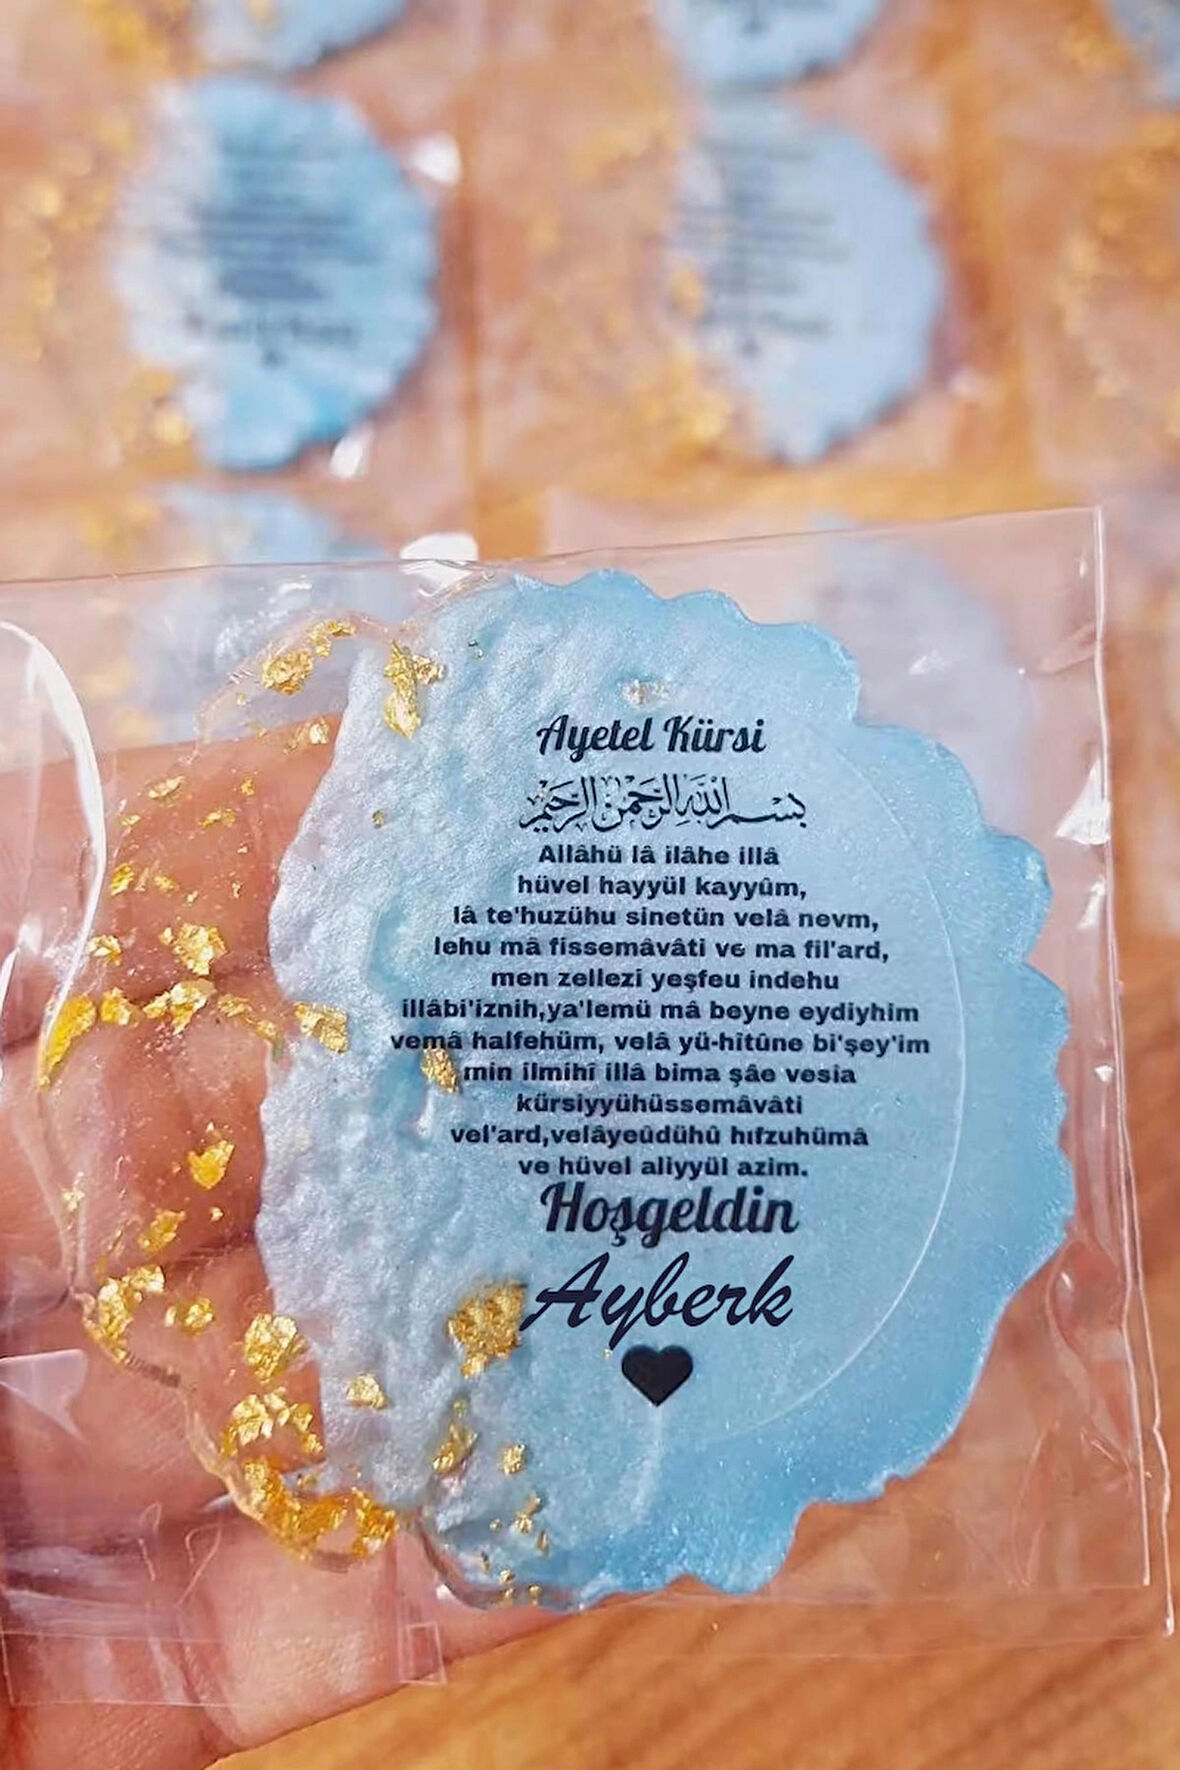 Ayetel Kürsi
بسم الله الرحمن الرحيم
Allâhü lâ ilâhe illâ
hüvel hayyül kayyûm,
lâ te'huzühu sinetün velâ nevm,
lehu mâ fissemâvâti ve ma fil'ard,
men zellezi yeşfeu indehu
illâbi'iznih,ya'lemü mâ beyne eydiyhim
vemâ halfehüm, velâ yü-hitûne bi'şey'im
min ilmihî illâ bima şâe vesia
kürsiyyühüssemâvâti
vel'ard,velâyeûdühû hıfzuhümâ
ve hüvel aliyyül azim.
Hoşgeldin
Ayberk